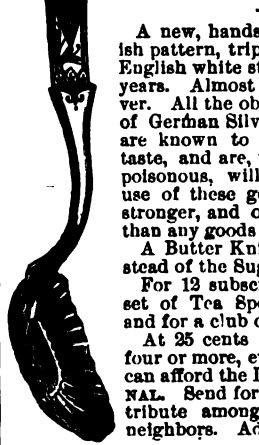 A new, hands
ish pattern, trip
English white st
years. Almost
ver. All the ob
of German Silv
are known to
taste, and are,
poisonous, will
use of these g
stronger, and o
than any goods
A Butter Kni
stead of the Sug
For 12 subsc
set of Tea Spo
and for a club o
At 25 cents
four or more, e
can afford the
NAL. Send for
tribute among
neighbors. Ad